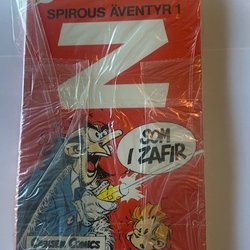 SPIROUS ÄVENTYR 1
Z
SOM
I ZAFIR
CARLSEN COMICS